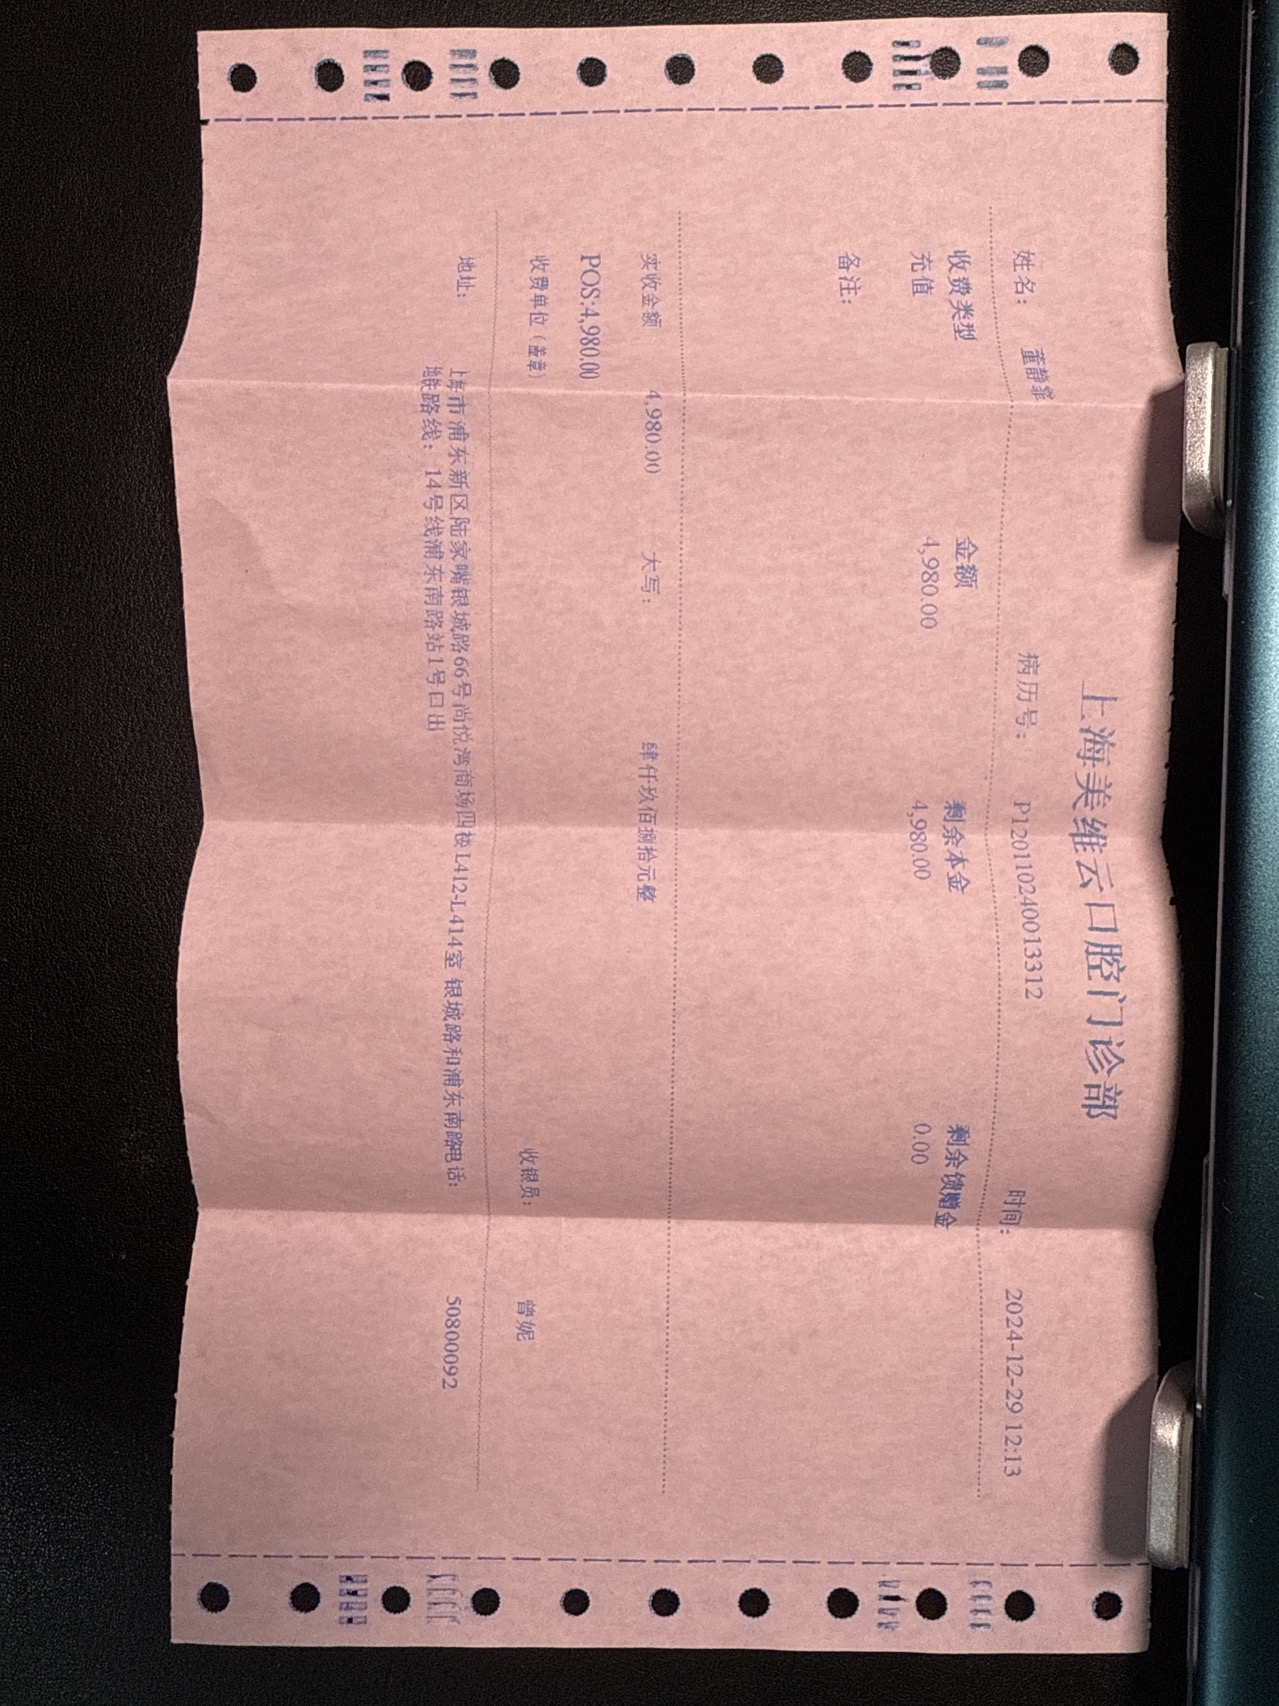 上海美维云口腔门诊部
姓名： 董静霏 病历号： P120110240013312 时间： 2024-12-29 12:13
收费类型 金额 剩余本金 剩余馈赠金
充值 4,980.00 4,980.00 0.00
备注：
实收金额 4,980.00 大写： 肆仟玖佰捌拾元整
POS:4,980.00
收费单位（盖章） 收银员： 曾妮
地址： 上海市浦东新区陆家嘴银城路66号尚悦湾商场四楼L412-L414室 银城路和浦东南路 电话： 50800092
地铁路线： 14号线浦东南路站1号口出